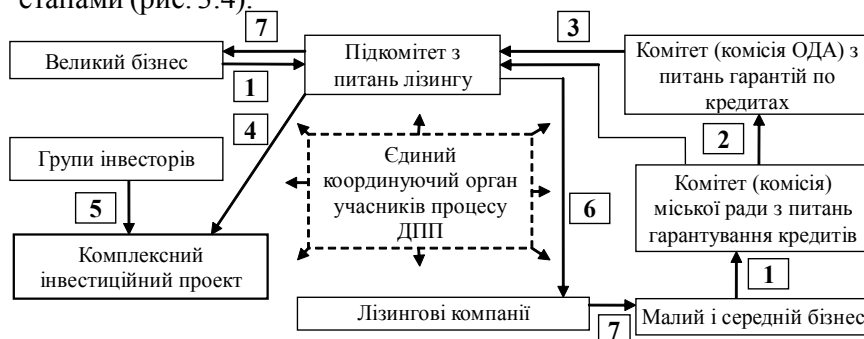 етапами (рис. 3.4).
7
3
Великий бізнес
Підкомітет з
питань лізингу
Комітет (комісія ОДА) з
питань гарантій по
кредитах
1
4
2
Групи інвесторів
Єдиний
координуючий орган
учасників процесу
ДПП
5
6
Комітет (комісія)
міської ради з питань
гарантування кредитів
Комплексний
інвестиційний проект
1
Лізингові компанії
7
Малий і середній бізнес